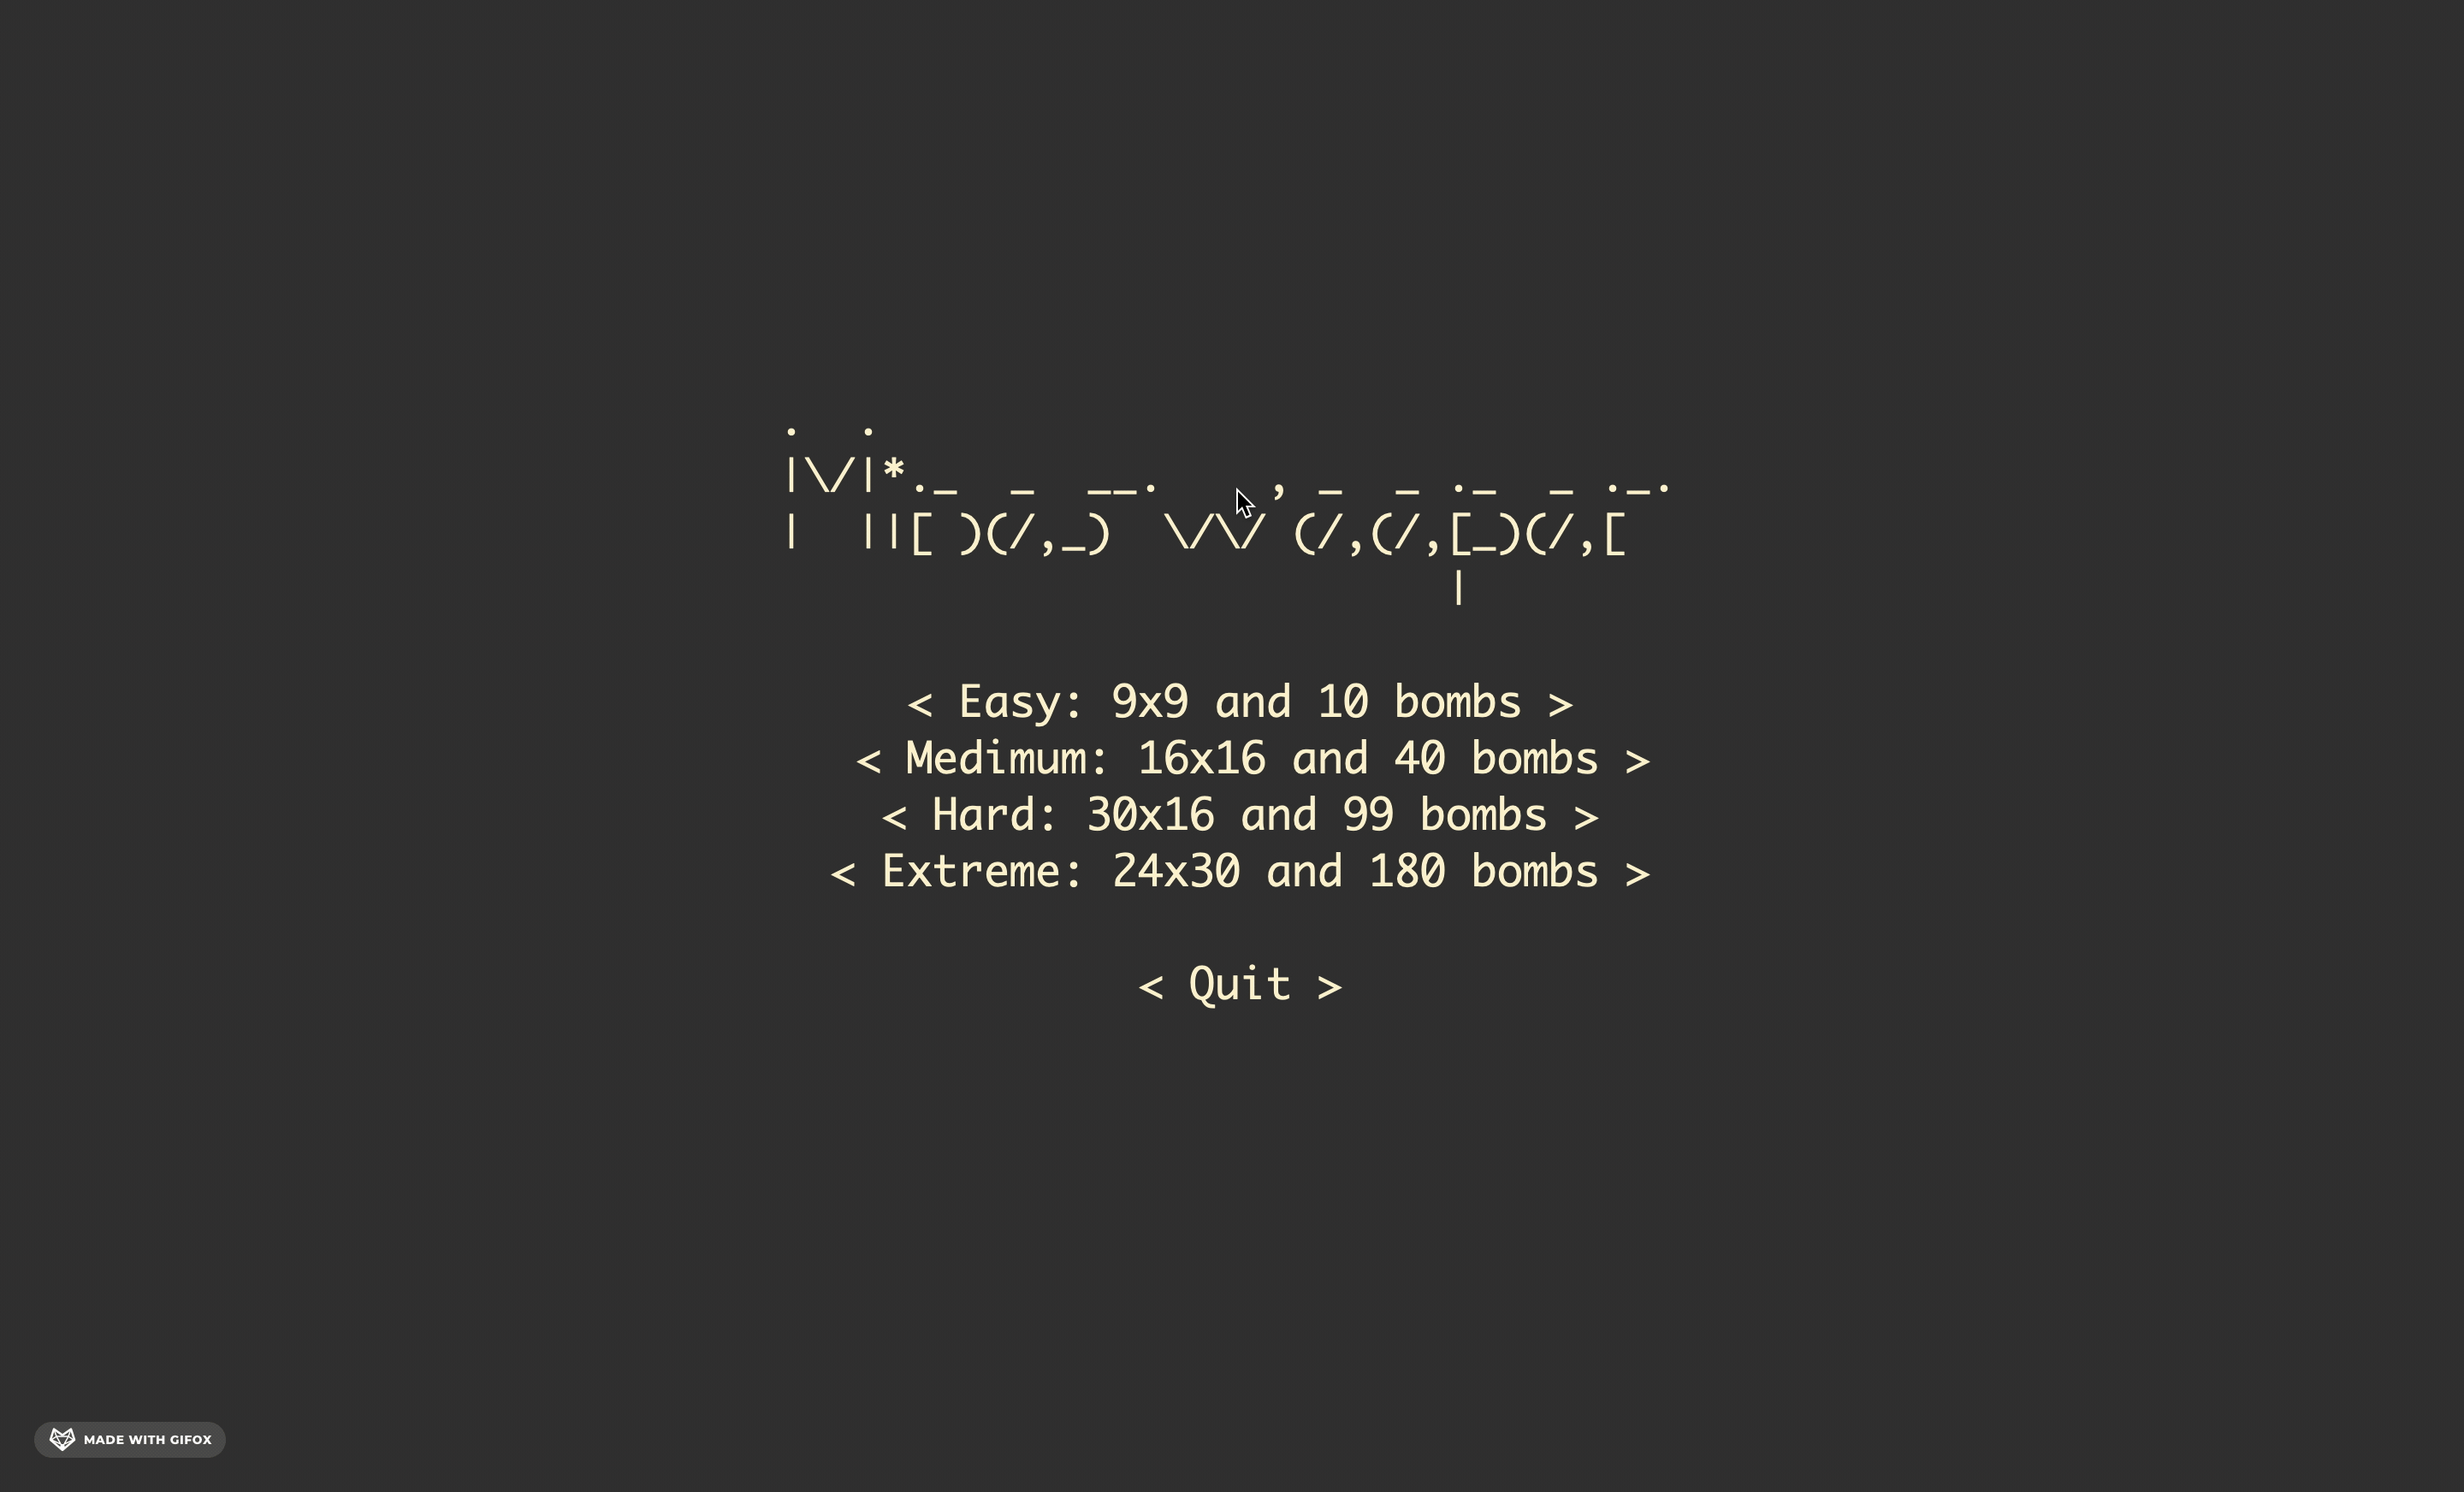 Minesweeper
< Easy: 9x9 and 10 bombs >
< Medimum: 16x16 and 40 bombs >
< Hard: 30x16 and 99 bombs >
< Extreme: 24x30 and 180 bombs >
< Quit >
MADE WITH GIFOX